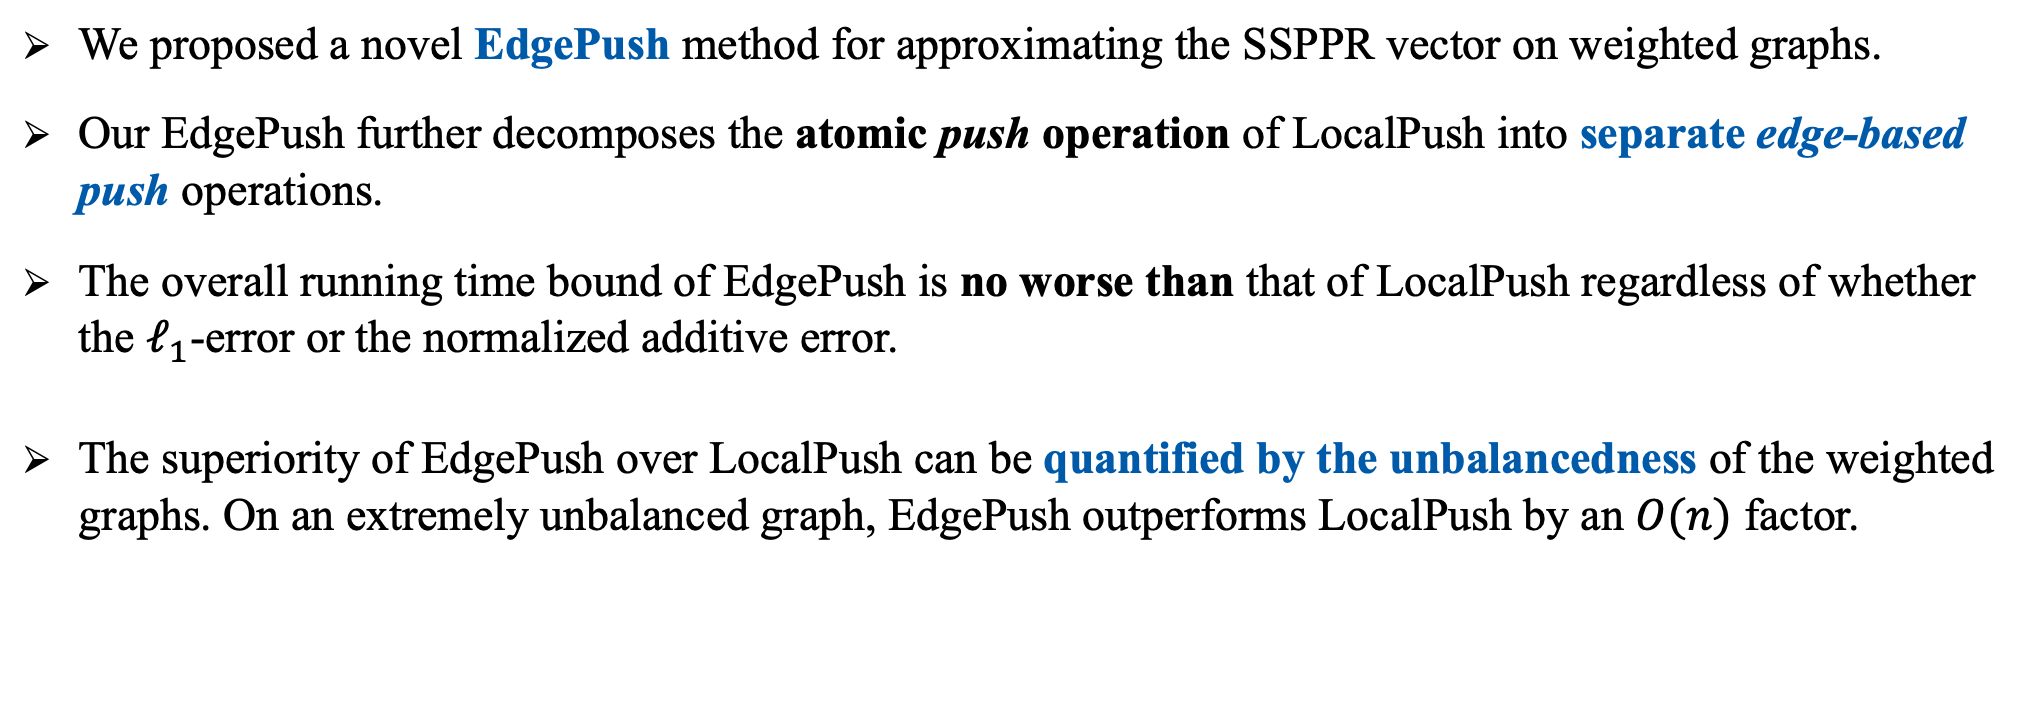 ➢ We proposed a novel EdgePush method for approximating the SSPPR vector on weighted graphs.
➢ Our EdgePush further decomposes the atomic push operation of LocalPush into separate edge-based
push operations.
➢ The overall running time bound of EdgePush is no worse than that of LocalPush regardless of whether
the ℓ₁-error or the normalized additive error.
➢ The superiority of EdgePush over LocalPush can be quantified by the unbalancedness of the weighted
graphs. On an extremely unbalanced graph, EdgePush outperforms LocalPush by an O(n) factor.